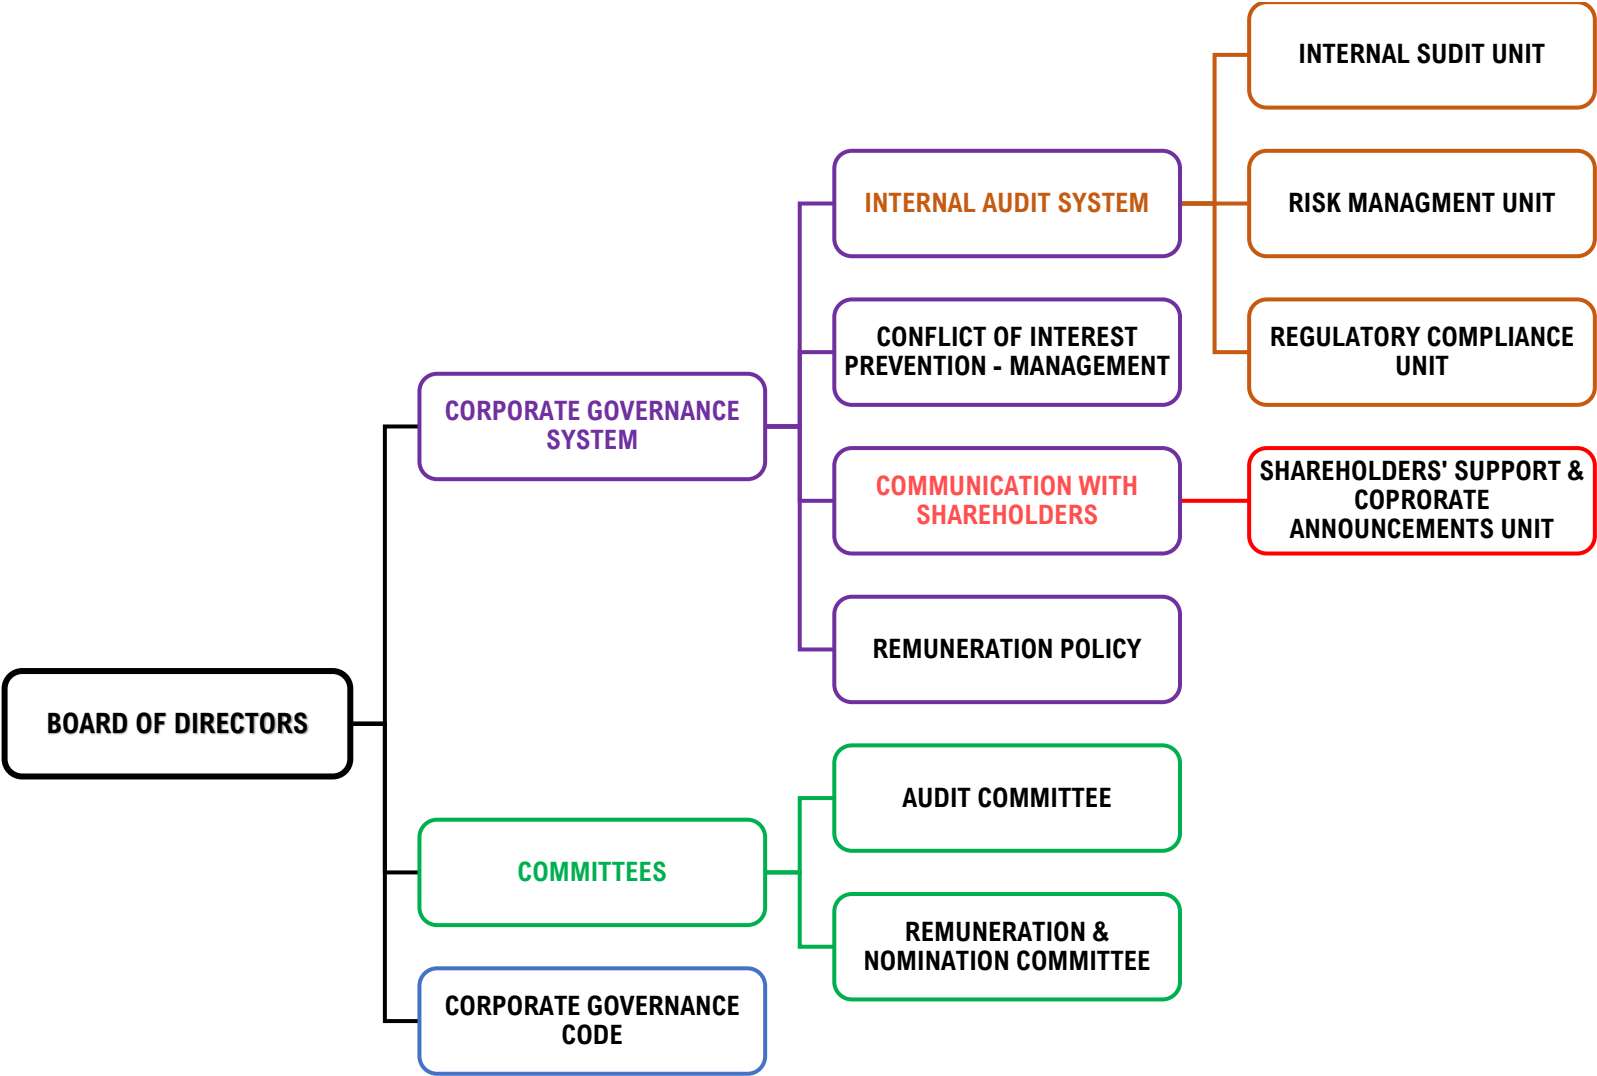 INTERNAL SUDIT UNIT
INTERNAL AUDIT SYSTEM
RISK MANAGMENT UNIT
CONFLICT OF INTEREST
PREVENTION - MANAGEMENT
REGULATORY COMPLIANCE
UNIT
CORPORATE GOVERNANCE
SYSTEM
COMMUNICATION WITH
SHAREHOLDERS
SHAREHOLDERS' SUPPORT &
COPRORATE
ANNOUNCEMENTS UNIT
REMUNERATION POLICY
BOARD OF DIRECTORS
AUDIT COMMITTEE
COMMITTEES
REMUNERATION &
NOMINATION COMMITTEE
CORPORATE GOVERNANCE
CODE